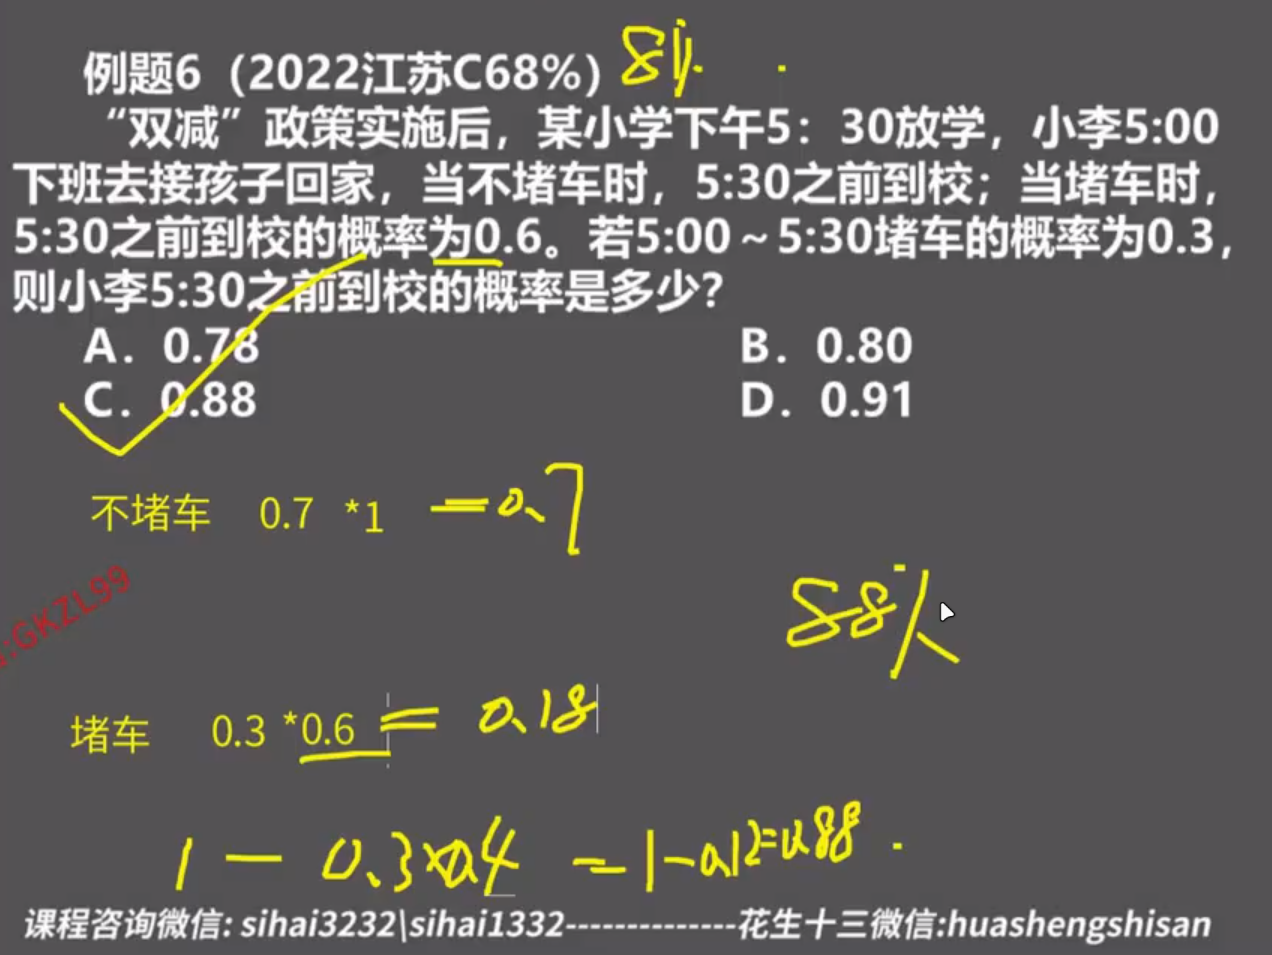 例题6（2022江苏C68%）81%.
“双减”政策实施后，某小学下午5：30放学，小李5:00
下班去接孩子回家，当不堵车时，5:30之前到校；当堵车时，
5:30之前到校的概率为0.6。若5:00～5:30堵车的概率为0.3，
则小李5:30之前到校的概率是多少?
A. 0.78
B. 0.80
C. 0.88
D. 0.91
不堵车 0.7 *1 =0.7
:GKZL99
88%
堵车 0.3 *0.6 = 0.18
1 - 0.3×0.4 = 1-0.12=0.88.
课程咨询微信: sihai3232\sihai1332--------------花生十三微信:huashengshisan